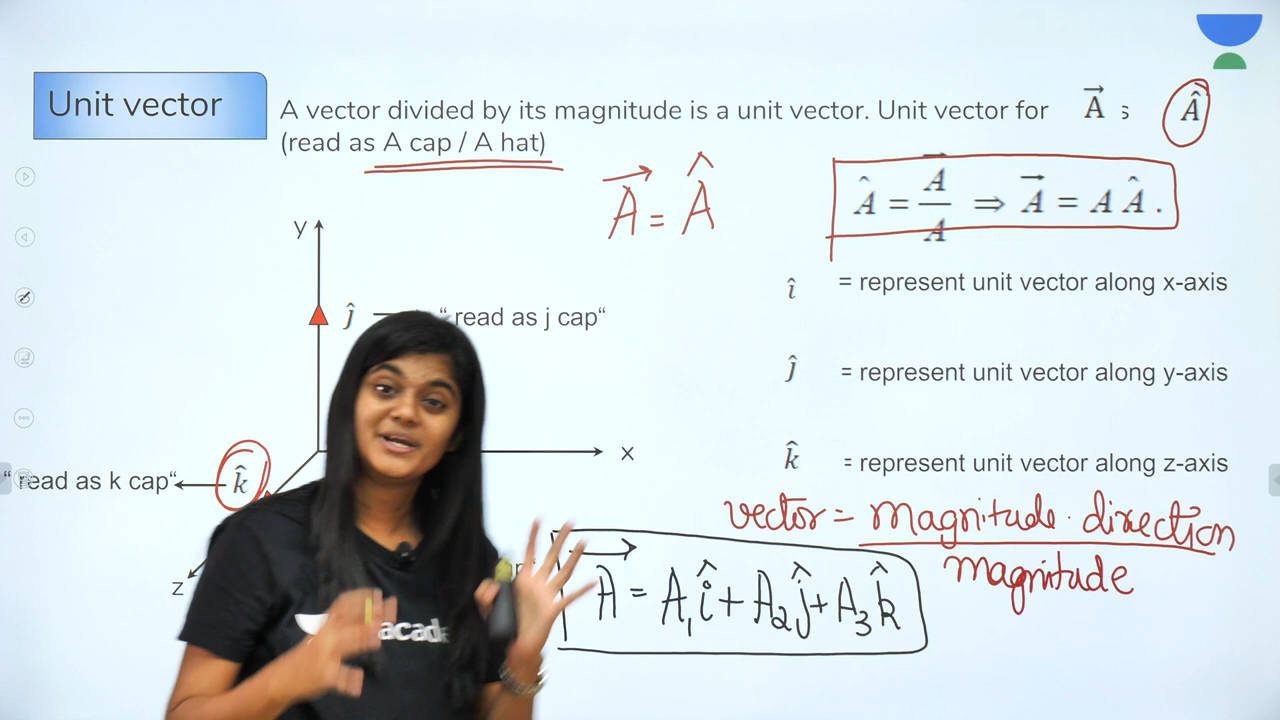 Unit vector
A vector divided by its magnitude is a unit vector. Unit vector for A⃗ s Â
(read as A cap / A hat)
A⃗ = Â
Â = A⃗/A ⇒ A⃗ = A Â .
y
ĵ “ read as j cap“
î = represent unit vector along x-axis
ĵ = represent unit vector along y-axis
x
k̂ = represent unit vector along z-axis
“ read as k cap“ k̂
vector = magnitude . direction
magnitude
z
A⃗ = A₁î + A₂ĵ + A₃k̂
acade